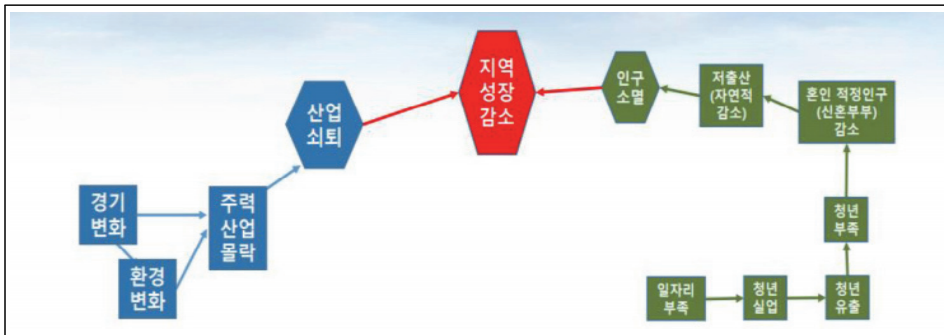 지역
성장
감소
산업
쇠퇴
경기
변화
주력
산업
몰락
환경
변화
인구
소멸
저출산
(자연적
감소)
혼인 적정인구
(신혼부부)
감소
청년
부족
일자리
부족
청년
실업
청년
유출